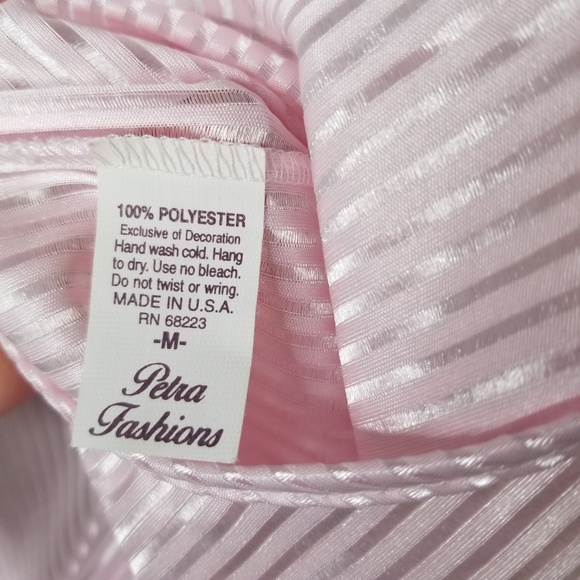 100% POLYESTER
Exclusive of Decoration
Hand wash cold. Hang
to dry. Use no bleach.
Do not twist or wring.
MADE IN U.S.A.
RN 68223
-M-
Petra
Fashions